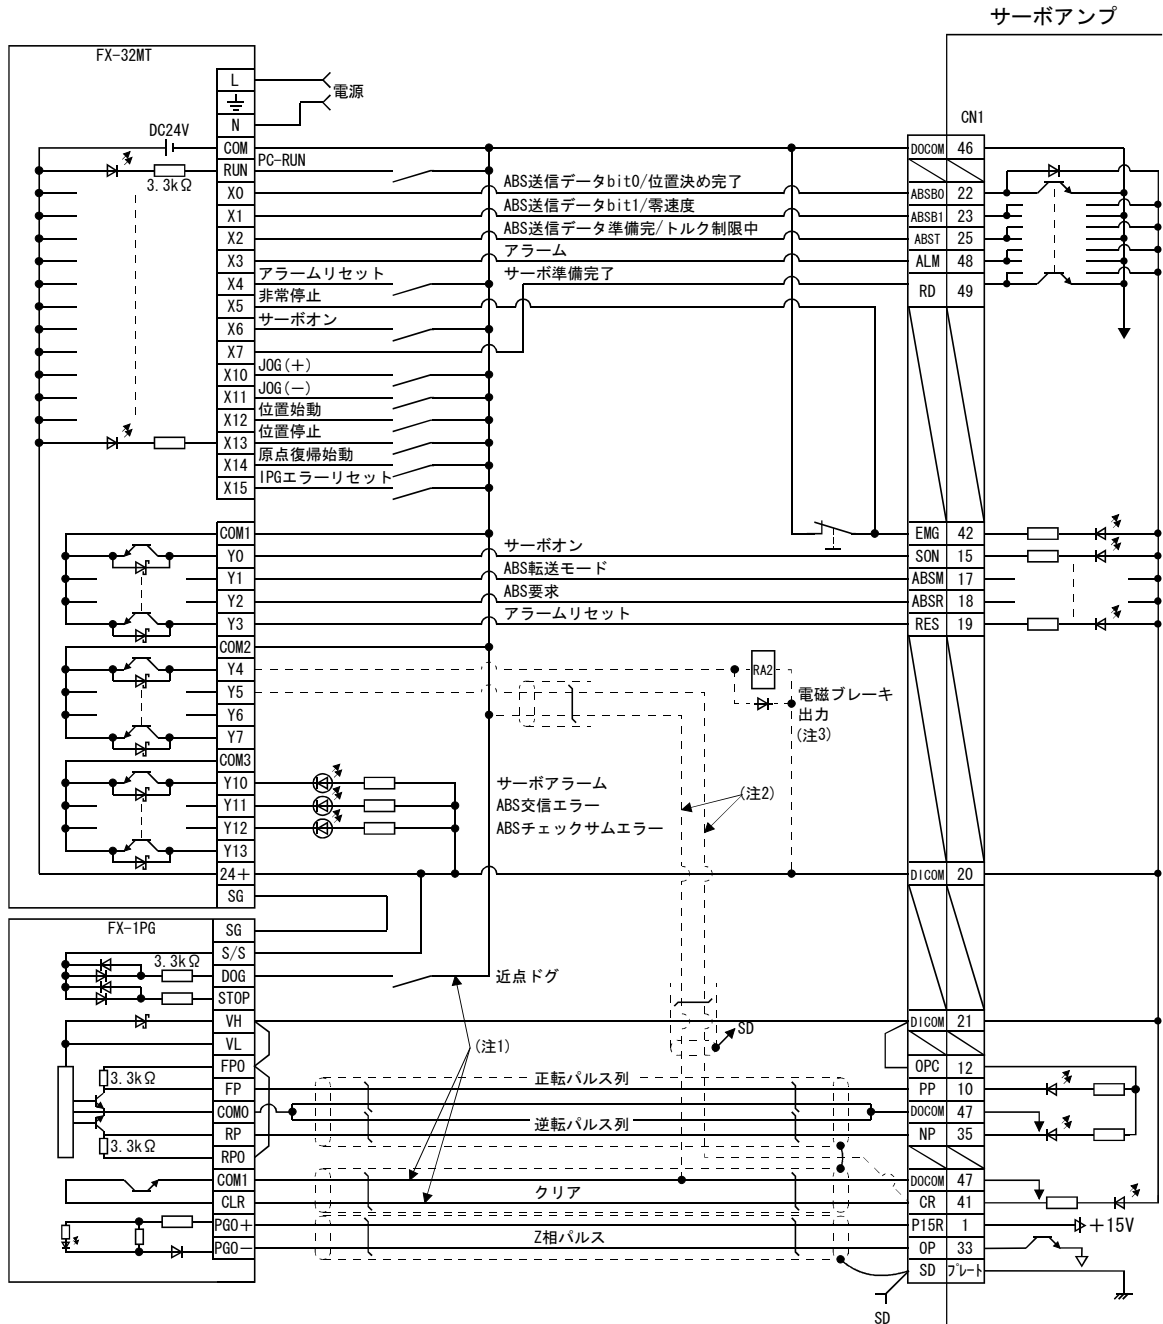 サーボアンプ
FX-32MT
L
電源
N
CN1
DC24V
COM
DOCOM 46
3.3kΩ
RUN PC-RUN
X0 ABS送信データbit0/位置決め完了 ABSB0 22
X1 ABS送信データbit1/零速度 ABSB1 23
X2 ABS送信データ準備完/トルク制限中 ABST 25
X3 アラーム ALM 48
X4 アラームリセット サーボ準備完了 RD 49
X5 非常停止
X6 サーボオン
X7
X10 JOG(+)
X11 JOG(-)
X12 位置始動
X13 位置停止
X14 原点復帰始動
X15 IPGエラーリセット
COM1 EMG 42
Y0 サーボオン SON 15
Y1 ABS転送モード ABSM 17
Y2 ABS要求 ABSR 18
Y3 アラームリセット RES 19
COM2
Y4 RA2
Y5 電磁ブレーキ
Y6 出力
Y7 (注3)
COM3
Y10 サーボアラーム
Y11 ABS交信エラー (注2)
Y12 ABSチェックサムエラー
Y13
24+ DICOM 20
SG
FX-1PG
SG
S/S
3.3kΩ DOG 近点ドグ
STOP
VH SD DICOM 21
VL (注1)
FP0 OPC 12
3.3kΩ FP 正転パルス列 PP 10
COM0 DOCOM 47
RP 逆転パルス列 NP 35
3.3kΩ RP0
COM1 DOCOM 47
CLR クリア CR 41
PG0+ P15R 1 +15V
PG0- Z相パルス OP 33
SD プレート
SD